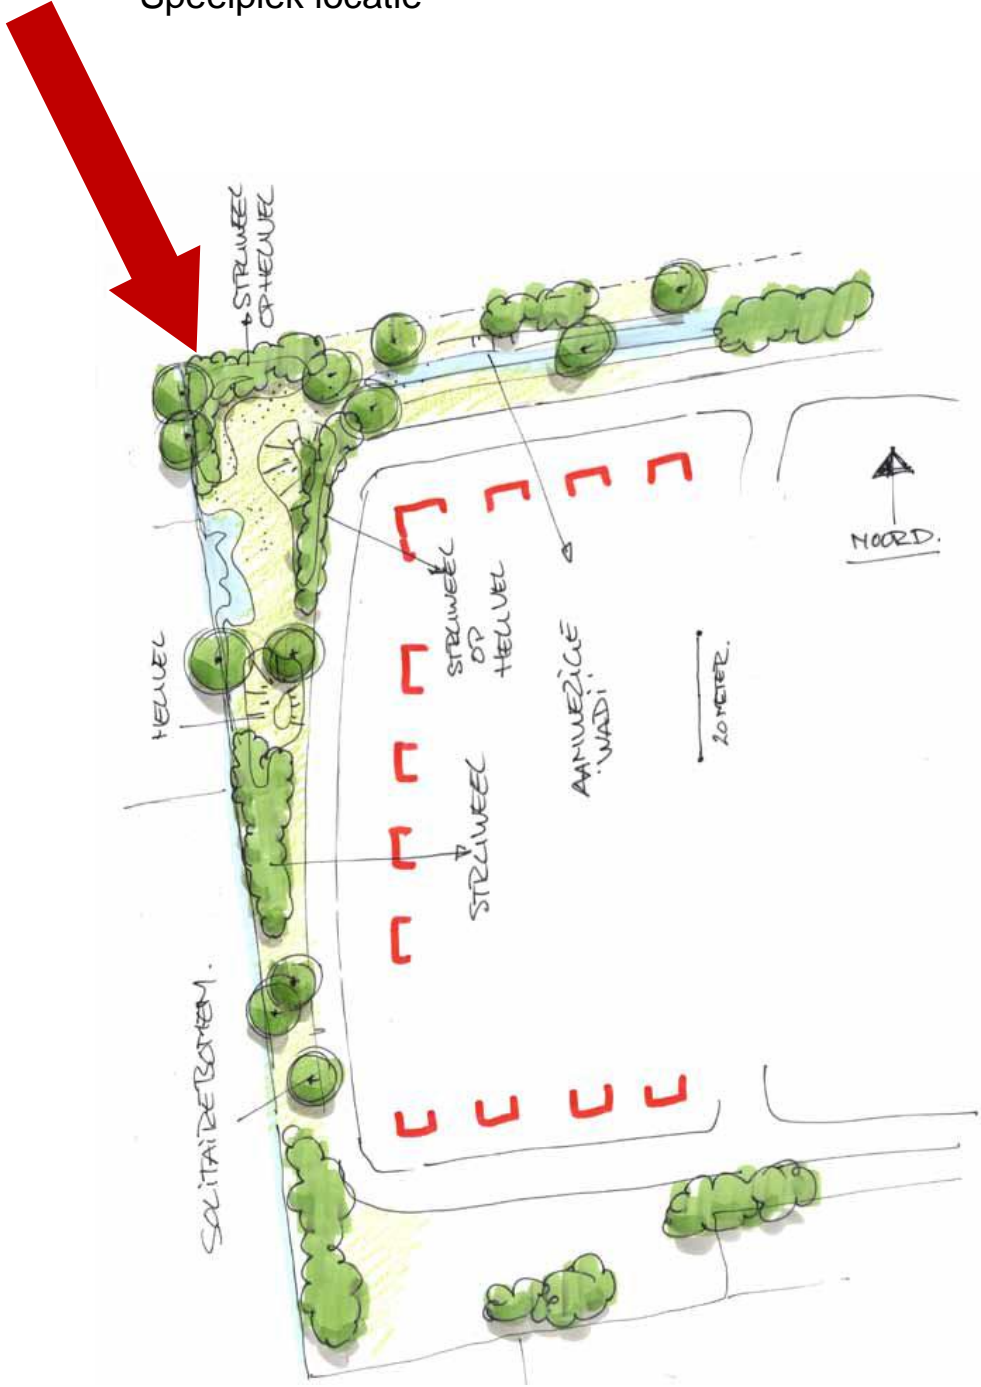 Speelplek locatie
STRUWEEL
OP HEUVEL
NOORD.
STRUWEEL
OP
HEUVEL
AANWEZIGE
WADI
20 METER.
HEUVEL
STRUWEEL
SOLITAIRE BOMEN.